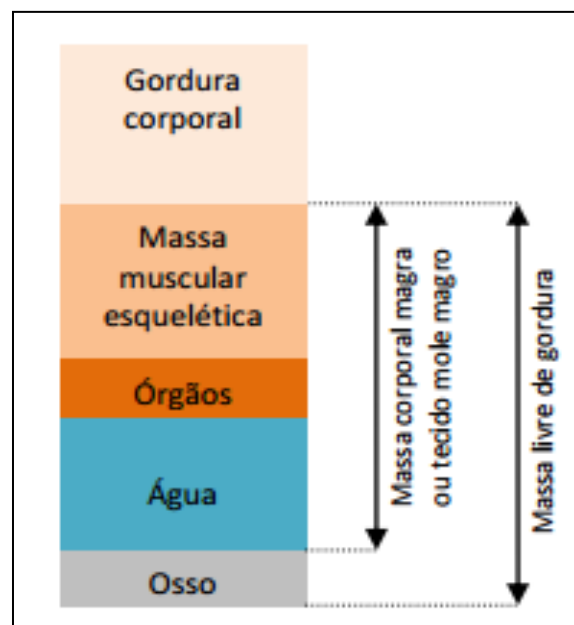 Gordura
corporal
Massa
muscular
esquelética
Órgãos
Água
Osso
Massa corporal magra
ou tecido mole magro
Massa livre de gordura